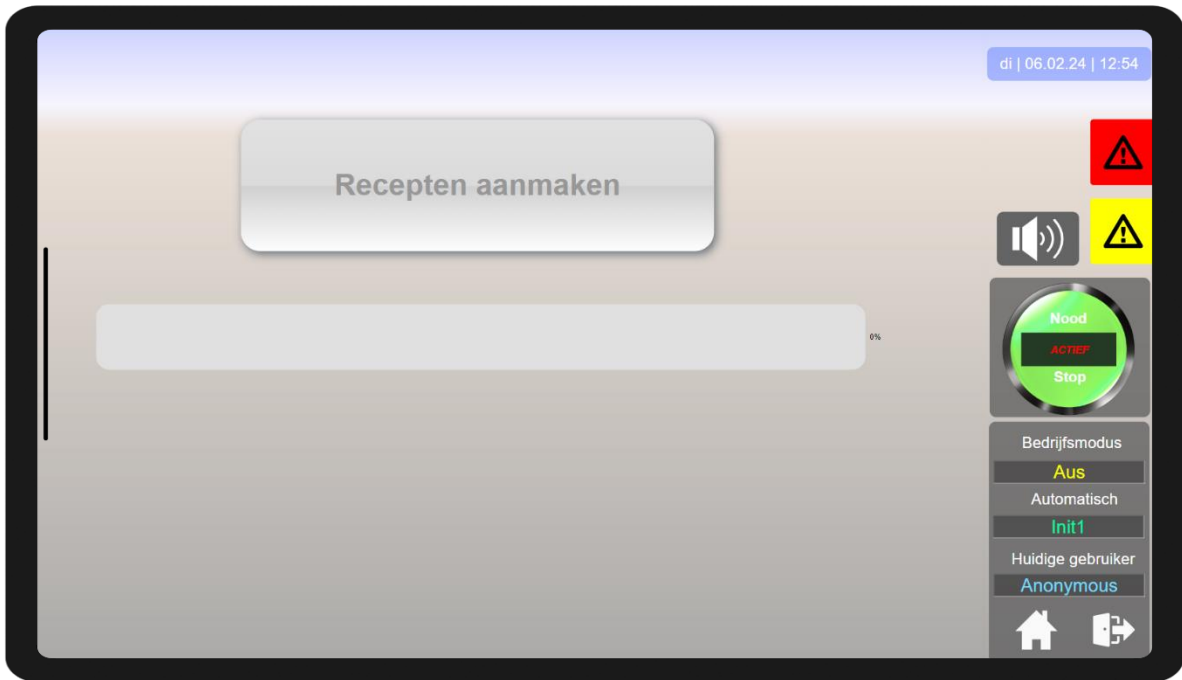 di | 06.02.24 | 12:54
Recepten aanmaken
0%
Nood
ACTIEF
Stop
Bedrijfsmodus
Aus
Automatisch
Init1
Huidige gebruiker
Anonymous